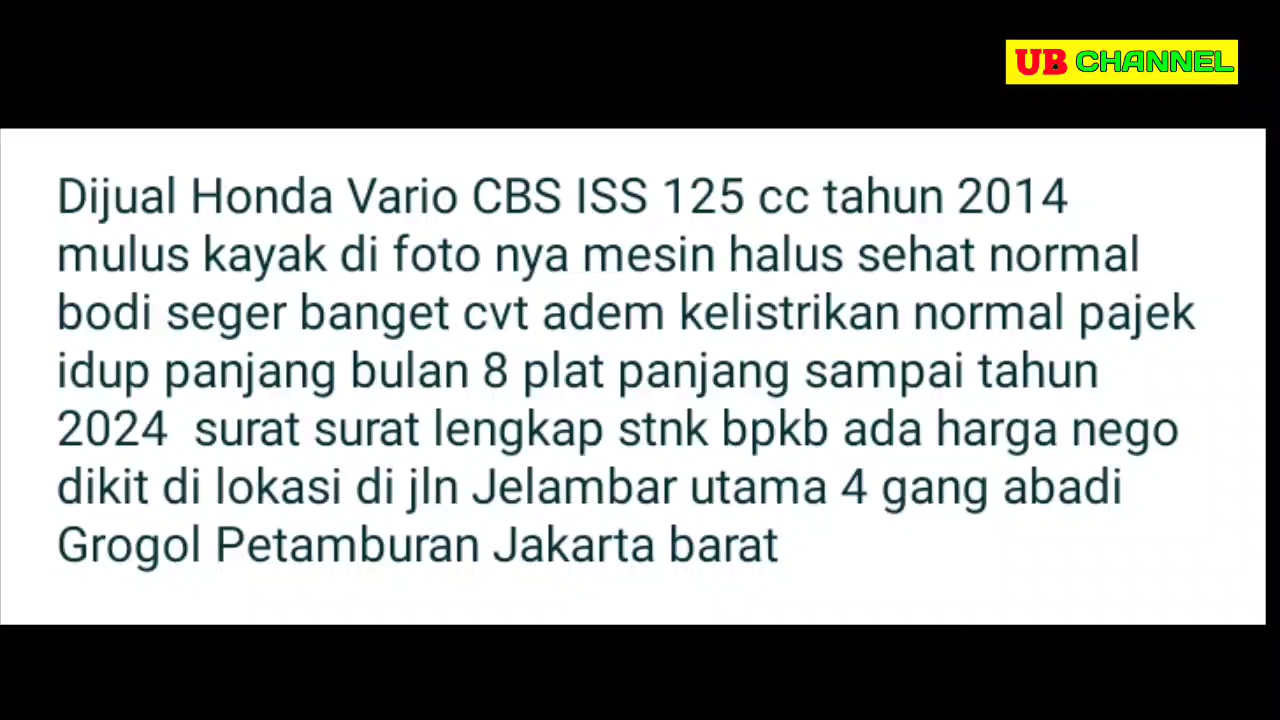 UB CHANNEL
Dijual Honda Vario CBS ISS 125 cc tahun 2014
mulus kayak di foto nya mesin halus sehat normal
bodi seger banget cvt adem kelistrikan normal pajek
idup panjang bulan 8 plat panjang sampai tahun
2024  surat surat lengkap stnk bpkb ada harga nego
dikit di lokasi di jln Jelambar utama 4 gang abadi
Grogol Petamburan Jakarta barat